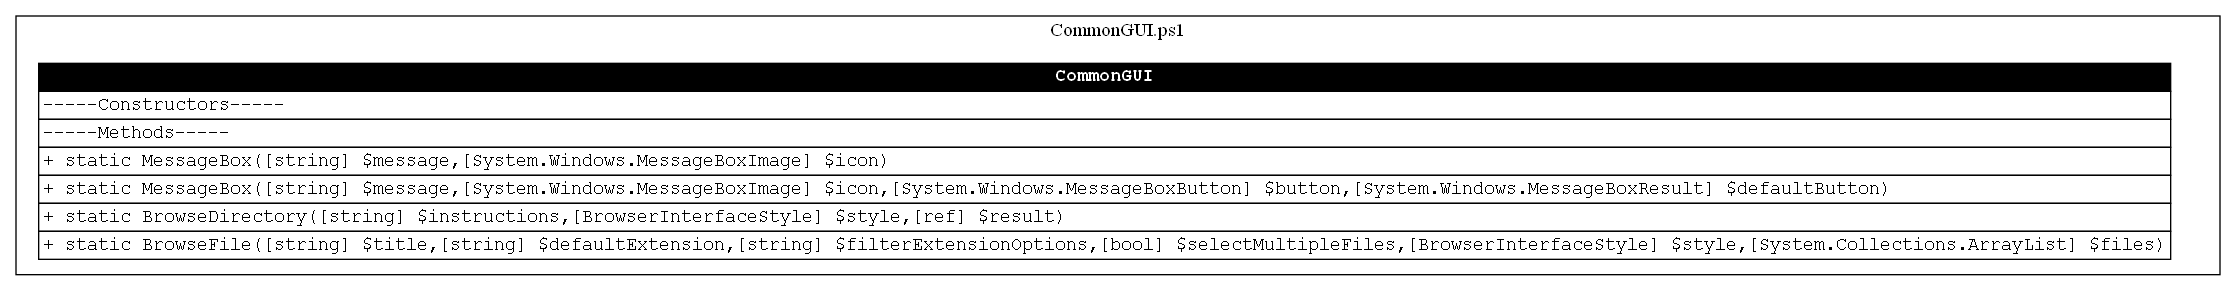 CommonGUI.ps1
CommonGUI
-----Constructors-----
-----Methods-----
+ static MessageBox([string] $message,[System.Windows.MessageBoxImage] $icon)
+ static MessageBox([string] $message,[System.Windows.MessageBoxImage] $icon,[System.Windows.MessageBoxButton] $button,[System.Windows.MessageBoxResult] $defaultButton)
+ static BrowseDirectory([string] $instructions,[BrowserInterfaceStyle] $style,[ref] $result)
+ static BrowseFile([string] $title,[string] $defaultExtension,[string] $filterExtensionOptions,[bool] $selectMultipleFiles,[BrowserInterfaceStyle] $style,[System.Collections.ArrayList] $files)